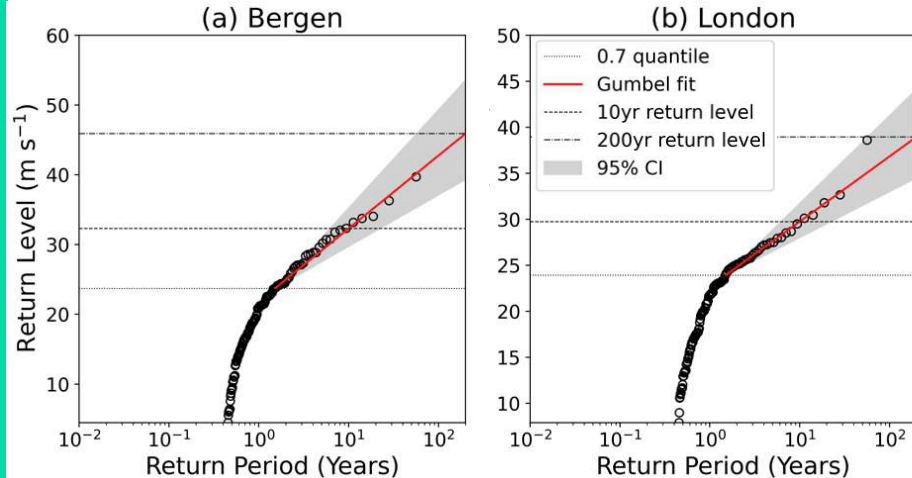 (a) Bergen
(b) London
Return Level (m s⁻¹)
60
50
40
30
20
10
10⁻² 10⁻¹ 10⁰ 10¹ 10²
Return Period (Years)
50
45
40
35
30
25
20
15
10
0.7 quantile
Gumbel fit
10yr return level
200yr return level
95% CI
10⁻² 10⁻¹ 10⁰ 10¹ 10²
Return Period (Years)